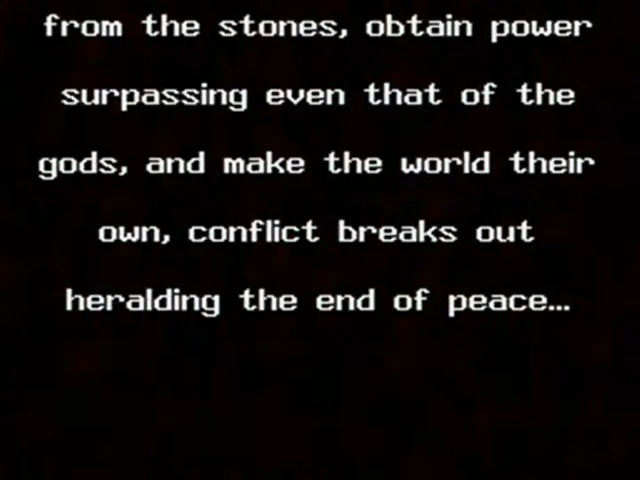 from the stones, obtain power
surpassing even that of the
gods, and make the world their
own, conflict breaks out
heralding the end of peace…